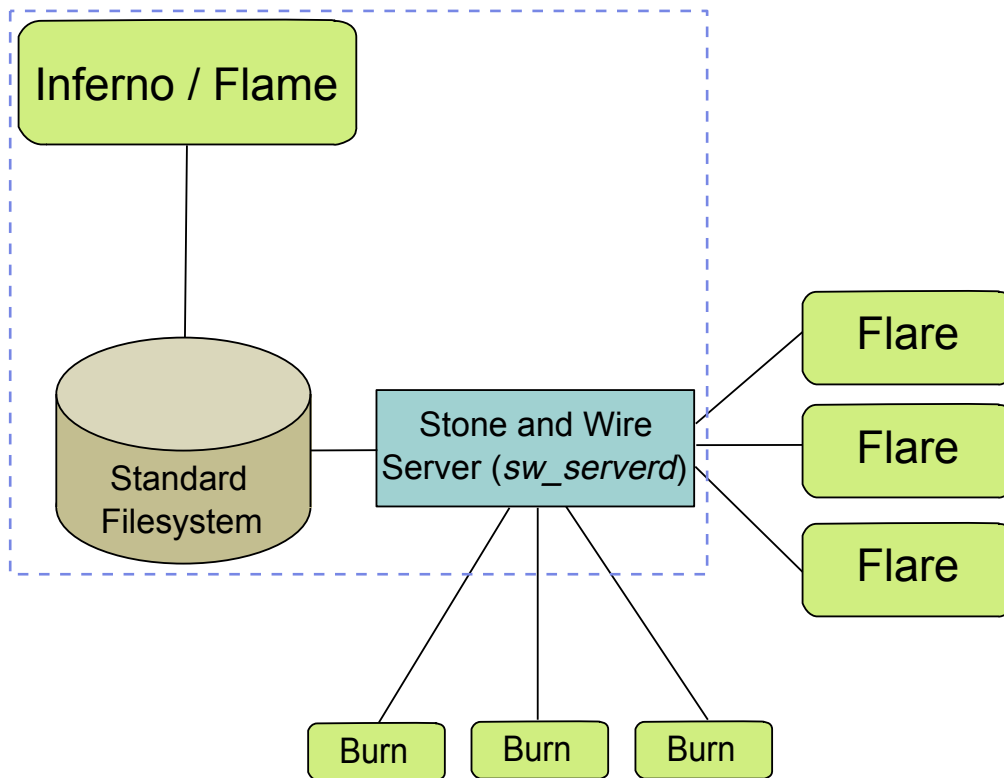 Inferno / Flame
Flare
Stone and Wire
Server (sw_serverd)
Flare
Standard
Filesystem
Flare
Burn
Burn
Burn